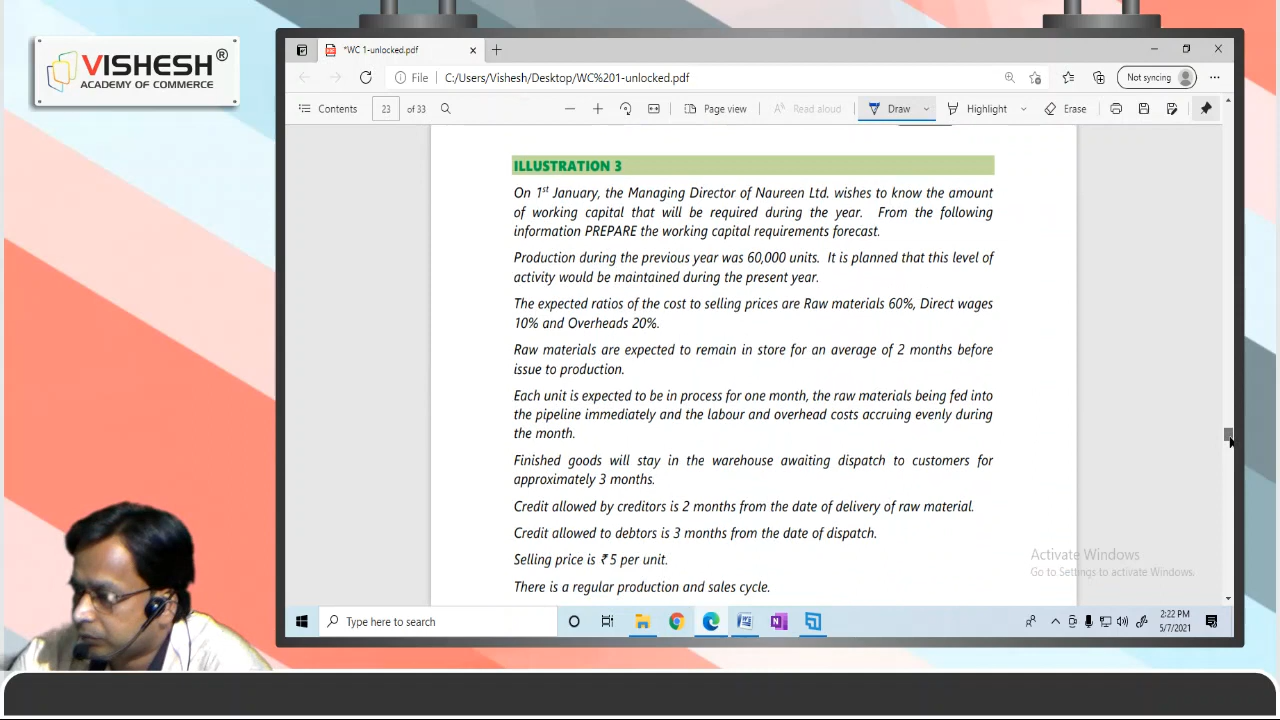 VISHESH®
ACADEMY OF COMMERCE
*WC 1-unlocked.pdf
File C:/Users/Vishesh/Desktop/WC%201-unlocked.pdf
Not syncing
Contents 23 of 33 Page view Read aloud Draw Highlight Erase
ILLUSTRATION 3
On 1st January, the Managing Director of Naureen Ltd. wishes to know the amount
of working capital that will be required during the year. From the following
information PREPARE the working capital requirements forecast.
Production during the previous year was 60,000 units. It is planned that this level of
activity would be maintained during the present year.
The expected ratios of the cost to selling prices are Raw materials 60%, Direct wages
10% and Overheads 20%.
Raw materials are expected to remain in store for an average of 2 months before
issue to production.
Each unit is expected to be in process for one month, the raw materials being fed into
the pipeline immediately and the labour and overhead costs accruing evenly during
the month.
Finished goods will stay in the warehouse awaiting dispatch to customers for
approximately 3 months.
Credit allowed by creditors is 2 months from the date of delivery of raw material.
Credit allowed to debtors is 3 months from the date of dispatch.
Selling price is ₹ 5 per unit.
There is a regular production and sales cycle.
Activate Windows
Go to Settings to activate Windows.
Type here to search
2:22 PM
5/7/2021